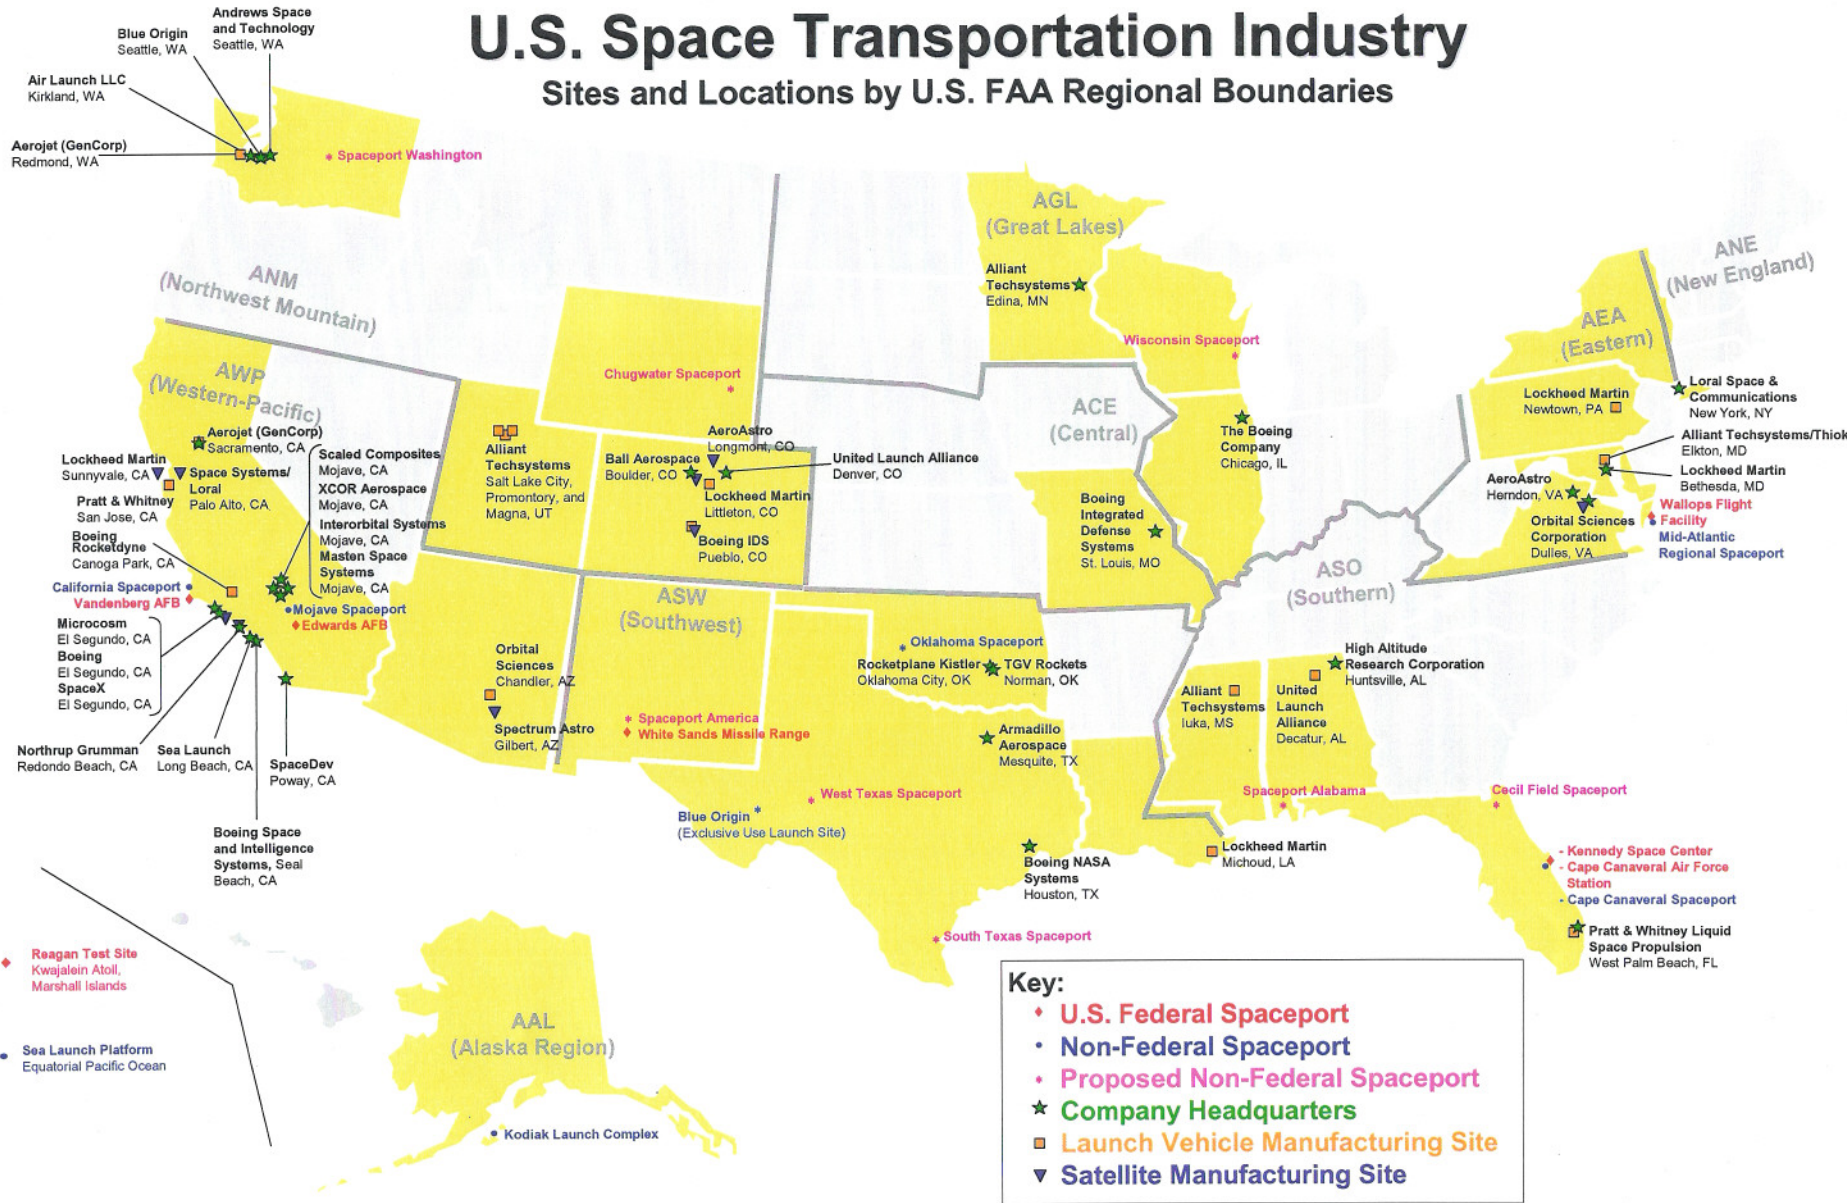 U.S. Space Transportation Industry
Sites and Locations by U.S. FAA Regional Boundaries
Andrews Space
and Technology
Seattle, WA
Blue Origin
Seattle, WA
Air Launch LLC
Kirkland, WA
Aerojet (GenCorp)
Redmond, WA
Spaceport Washington
ANM
(Northwest Mountain)
AGL
(Great Lakes)
Alliant
Techsystems
Edina, MN
Wisconsin Spaceport
ANE
(New England)
AEA
(Eastern)
AWP
(Western-Pacific)
Chugwater Spaceport
ACE
(Central)
The Boeing
Company
Chicago, IL
Lockheed Martin
Newtown, PA
Loral Space &
Communications
New York, NY
Alliant Techsystems/Thiok
Elkton, MD
Lockheed Martin
Bethesda, MD
AeroAstro
Herndon, VA
Orbital Sciences
Corporation
Dulles, VA
Wallops Flight
Facility
Mid-Atlantic
Regional Spaceport
Aerojet (GenCorp)
Sacramento, CA
Lockheed Martin
Sunnyvale, CA
Space Systems/
Loral
Palo Alto, CA
Pratt & Whitney
San Jose, CA
Boeing
Rocketdyne
Canoga Park, CA
Scaled Composites
Mojave, CA
XCOR Aerospace
Mojave, CA
Interorbital Systems
Mojave, CA
Masten Space
Systems
Mojave, CA
California Spaceport
Vandenberg AFB
Mojave Spaceport
Edwards AFB
Microcosm
El Segundo, CA
Boeing
El Segundo, CA
SpaceX
El Segundo, CA
Northrup Grumman
Redondo Beach, CA
Sea Launch
Long Beach, CA
SpaceDev
Poway, CA
Boeing Space
and Intelligence
Systems, Seal
Beach, CA
Alliant
Techsystems
Salt Lake City,
Promontory, and
Magna, UT
AeroAstro
Longmont, CO
Ball Aerospace
Boulder, CO
United Launch Alliance
Denver, CO
Lockheed Martin
Littleton, CO
Boeing IDS
Pueblo, CO
Boeing
Integrated
Defense
Systems
St. Louis, MO
ASO
(Southern)
ASW
(Southwest)
Orbital
Sciences
Chandler, AZ
Spectrum Astro
Gilbert, AZ
Spaceport America
White Sands Missile Range
Oklahoma Spaceport
Rocketplane Kistler
Oklahoma City, OK
TGV Rockets
Norman, OK
Armadillo
Aerospace
Mesquite, TX
West Texas Spaceport
Blue Origin
(Exclusive Use Launch Site)
Boeing NASA
Systems
Houston, TX
South Texas Spaceport
High Altitude
Research Corporation
Huntsville, AL
Alliant
Techsystems
Iuka, MS
United
Launch
Alliance
Decatur, AL
Spaceport Alabama
Cecil Field Spaceport
Lockheed Martin
Michoud, LA
- Kennedy Space Center
- Cape Canaveral Air Force
Station
- Cape Canaveral Spaceport
Pratt & Whitney Liquid
Space Propulsion
West Palm Beach, FL
Reagan Test Site
Kwajalein Atoll,
Marshall Islands
Sea Launch Platform
Equatorial Pacific Ocean
AAL
(Alaska Region)
Kodiak Launch Complex
Key:
U.S. Federal Spaceport
Non-Federal Spaceport
Proposed Non-Federal Spaceport
Company Headquarters
Launch Vehicle Manufacturing Site
Satellite Manufacturing Site